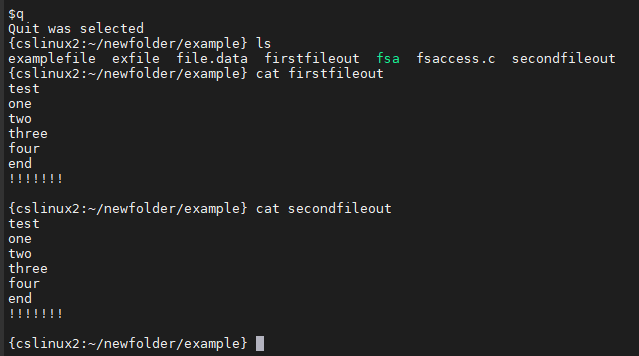 $q
Quit was selected
{cslinux2:~/newfolder/example} ls
examplefile  exfile  file.data  firstfileout  fsa  fsaccess.c  secondfileout
{cslinux2:~/newfolder/example} cat firstfileout
test
one
two
three
four
end
!!!!!!!
{cslinux2:~/newfolder/example} cat secondfileout
test
one
two
three
four
end
!!!!!!!
{cslinux2:~/newfolder/example}